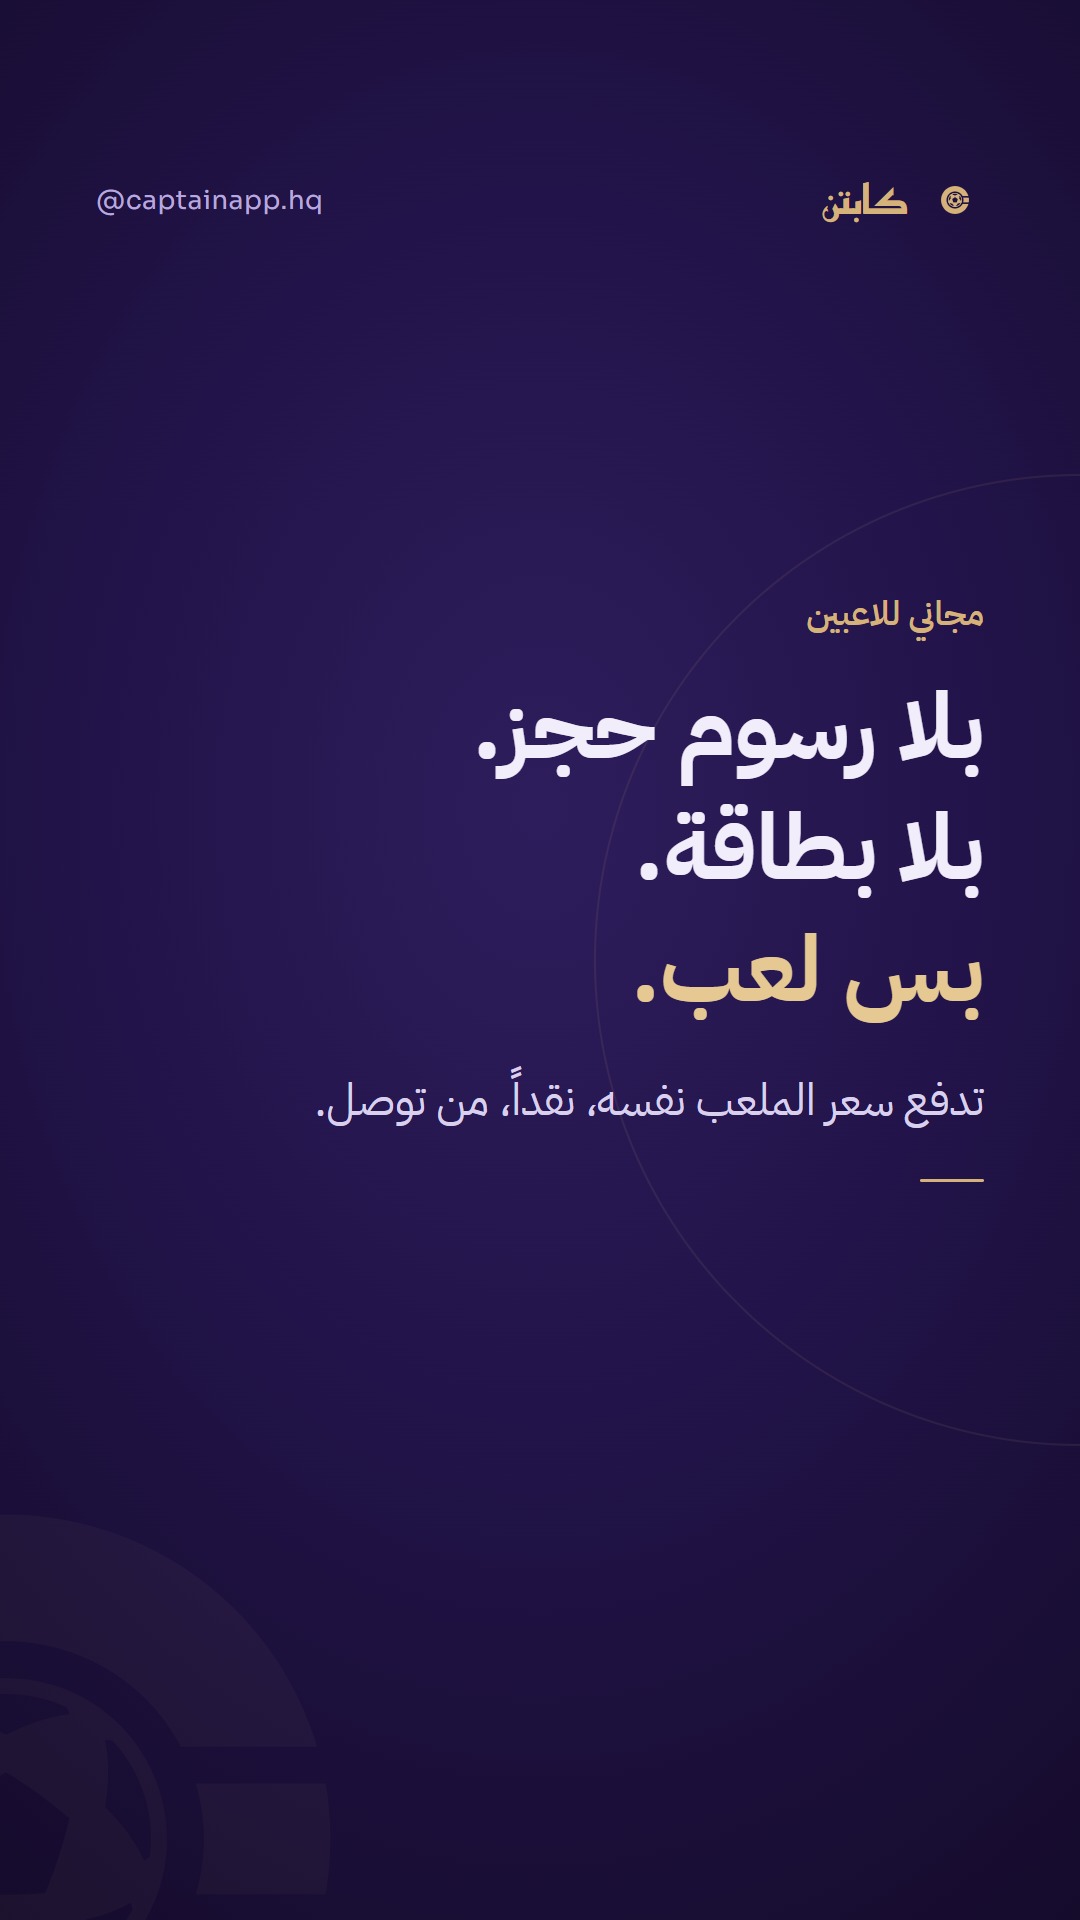 كابتن
@captainapp.hq
مجاني للاعبين
بلا رسوم حجز.
بلا بطاقة.
بس لعب.
تدفع سعر الملعب نفسه، نقداً، من توصل.